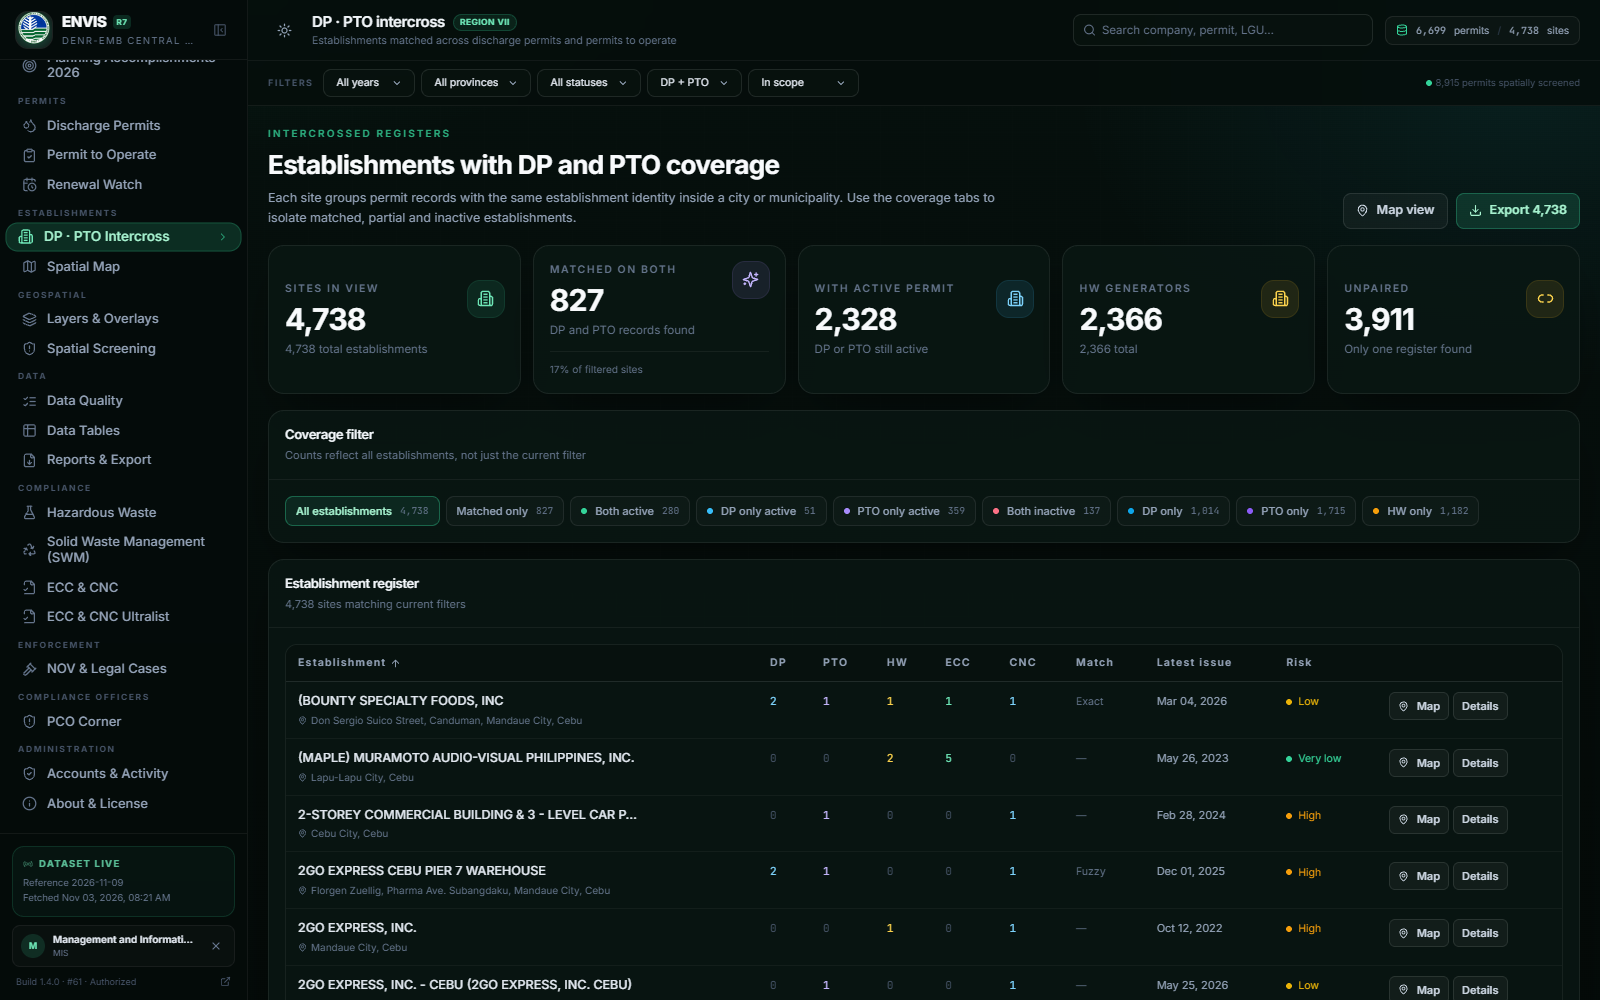 ENVIS R7
DENR-EMB CENTRAL ...
Planning Accomplishments
2026
PERMITS
Discharge Permits
Permit to Operate
Renewal Watch
ESTABLISHMENTS
DP · PTO Intercross
Spatial Map
GEOSPATIAL
Layers & Overlays
Spatial Screening
DATA
Data Quality
Data Tables
Reports & Export
COMPLIANCE
Hazardous Waste
Solid Waste Management
(SWM)
ECC & CNC
ECC & CNC Ultralist
ENFORCEMENT
NOV & Legal Cases
COMPLIANCE OFFICERS
PCO Corner
ADMINISTRATION
Accounts & Activity
About & License
DATASET LIVE
Reference 2026-11-09
Fetched Nov 03, 2026, 08:21 AM
M Management and Informati...
MIS
Build 1.4.0 · #61 · Authorized
DP · PTO intercross REGION VII
Establishments matched across discharge permits and permits to operate
Search company, permit, LGU...
6,699 permits / 4,738 sites
FILTERS All years All provinces All statuses DP + PTO In scope
8,915 permits spatially screened
INTERCROSSED REGISTERS
Establishments with DP and PTO coverage
Each site groups permit records with the same establishment identity inside a city or municipality. Use the coverage tabs to
isolate matched, partial and inactive establishments.
Map view Export 4,738
SITES IN VIEW
4,738
4,738 total establishments
MATCHED ON BOTH
827
DP and PTO records found
17% of filtered sites
WITH ACTIVE PERMIT
2,328
DP or PTO still active
HW GENERATORS
2,366
2,366 total
UNPAIRED
3,911
Only one register found
Coverage filter
Counts reflect all establishments, not just the current filter
All establishments 4,738 Matched only 827 Both active 280 DP only active 51 PTO only active 359 Both inactive 137 DP only 1,014 PTO only 1,715 HW only 1,182
Establishment register
4,738 sites matching current filters
Establishment ↑ DP PTO HW ECC CNC Match Latest issue Risk
(BOUNTY SPECIALTY FOODS, INC 2 1 1 1 1 Exact Mar 04, 2026 Low Map Details
Don Sergio Suico Street, Canduman, Mandaue City, Cebu
(MAPLE) MURAMOTO AUDIO-VISUAL PHILIPPINES, INC. 0 0 2 5 0 — May 26, 2023 Very low Map Details
Lapu-Lapu City, Cebu
2-STOREY COMMERCIAL BUILDING & 3 - LEVEL CAR P... 0 1 0 0 1 — Feb 28, 2024 High Map Details
Cebu City, Cebu
2GO EXPRESS CEBU PIER 7 WAREHOUSE 2 1 0 0 1 Fuzzy Dec 01, 2025 High Map Details
Florgen Zuellig, Pharma Ave. Subangdaku, Mandaue City, Cebu
2GO EXPRESS, INC. 0 0 1 0 1 — Oct 12, 2022 High Map Details
Mandaue City, Cebu
2GO EXPRESS, INC. - CEBU (2GO EXPRESS, INC. CEBU) 0 1 0 0 1 — May 25, 2026 Low Map Details